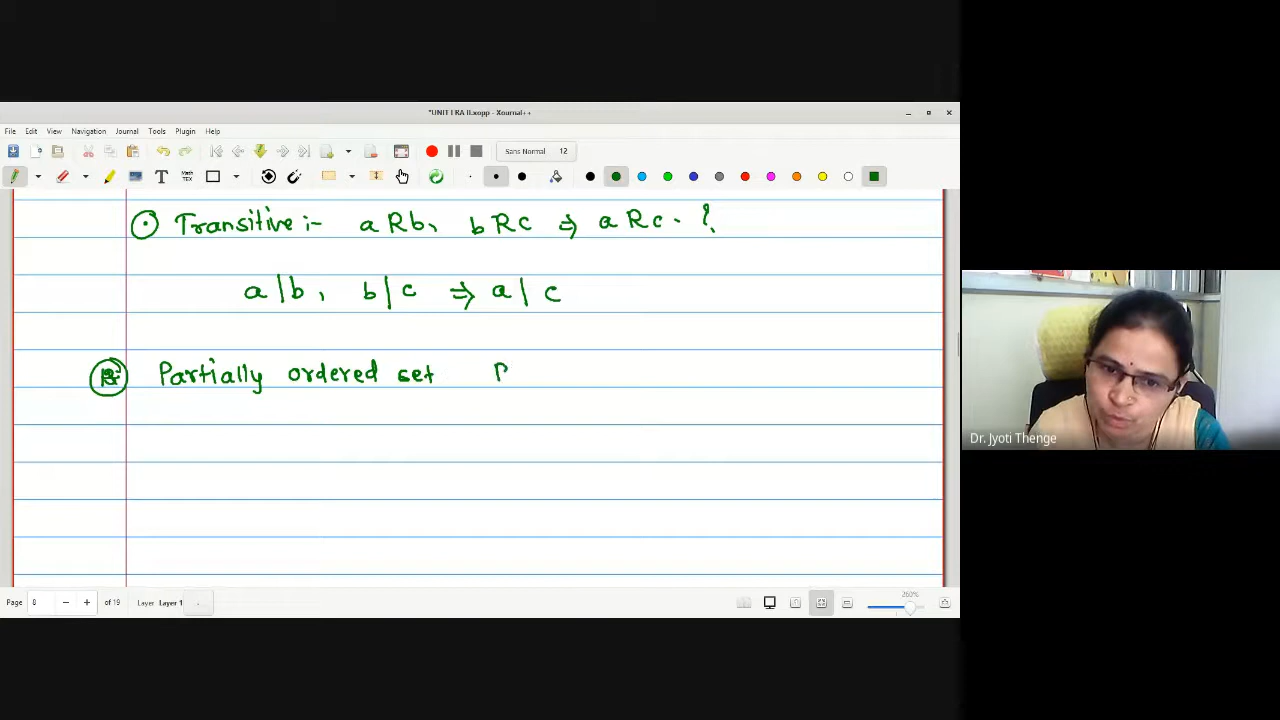 *UNIT I RA II.xopp - Xournal++
File Edit View Navigation Journal Tools Plugin Help
Sans Normal 12
Transitive :- aRb, bRc ⇒ aRc. ?
a|b, b|c ⇒ a|c
Partially ordered set P
Dr. Jyoti Thenge
Page 8 of 19 Layer Layer 1 260%